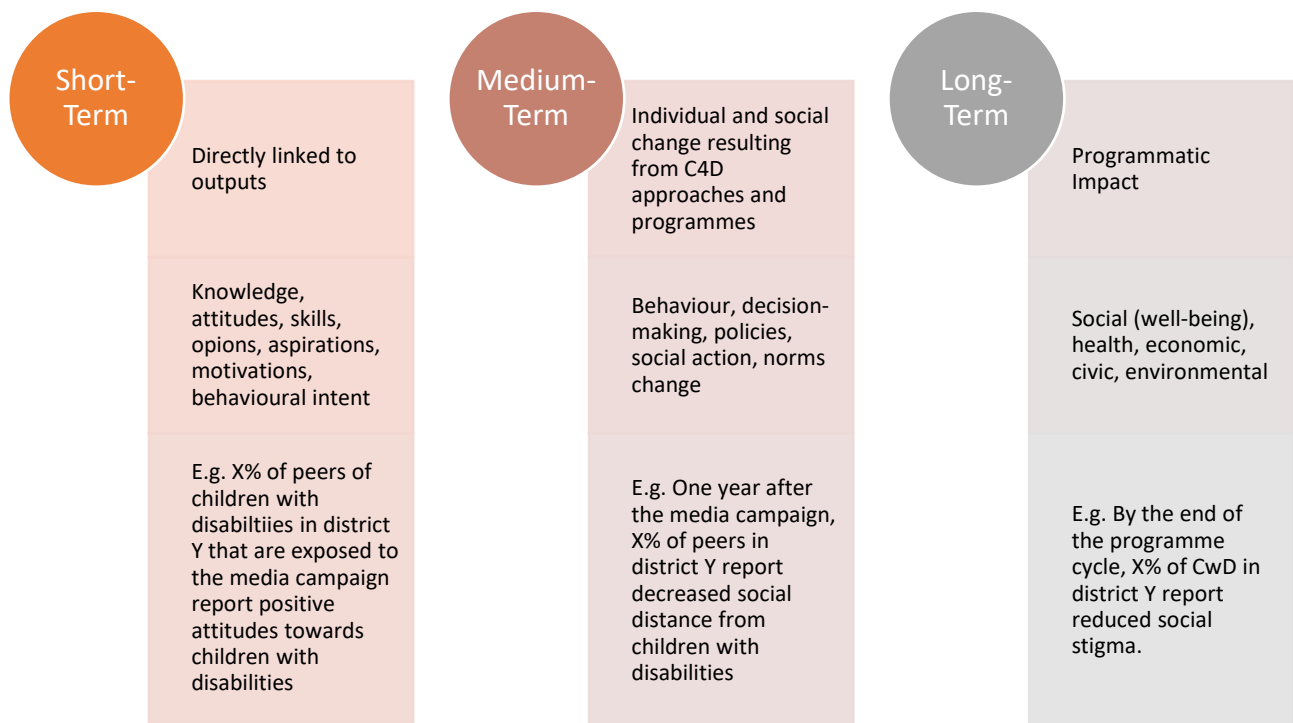 Short-
Term
Directly linked to
outputs
Knowledge,
attitudes, skills,
opions, aspirations,
motivations,
behavioural intent
E.g. X% of peers of
children with
disabiltiies in district
Y that are exposed to
the media campaign
report positive
attitudes towards
children with
disabilities
Medium-
Term
Individual and social
change resulting
from C4D
approaches and
programmes
Behaviour, decision-
making, policies,
social action, norms
change
E.g. One year after
the media campaign,
X% of peers in
district Y report
decreased social
distance from
children with
disabilities
Long-
Term
Programmatic
Impact
Social (well-being),
health, economic,
civic, environmental
E.g. By the end of
the programme
cycle, X% of CwD in
district Y report
reduced social
stigma.